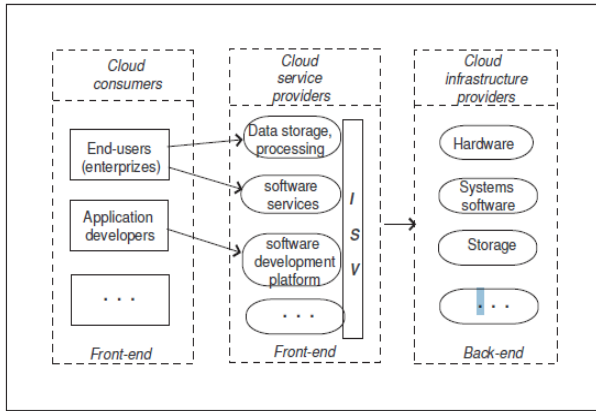 Cloud
consumers
End-users
(enterprizes)
Application
developers
. . .
Front-end
Cloud
service
providers
Data storage,
processing
software
services
software
development
platform
. . .
I
S
V
Front-end
Cloud
infrastructure
providers
Hardware
Systems
software
Storage
. . .
Back-end